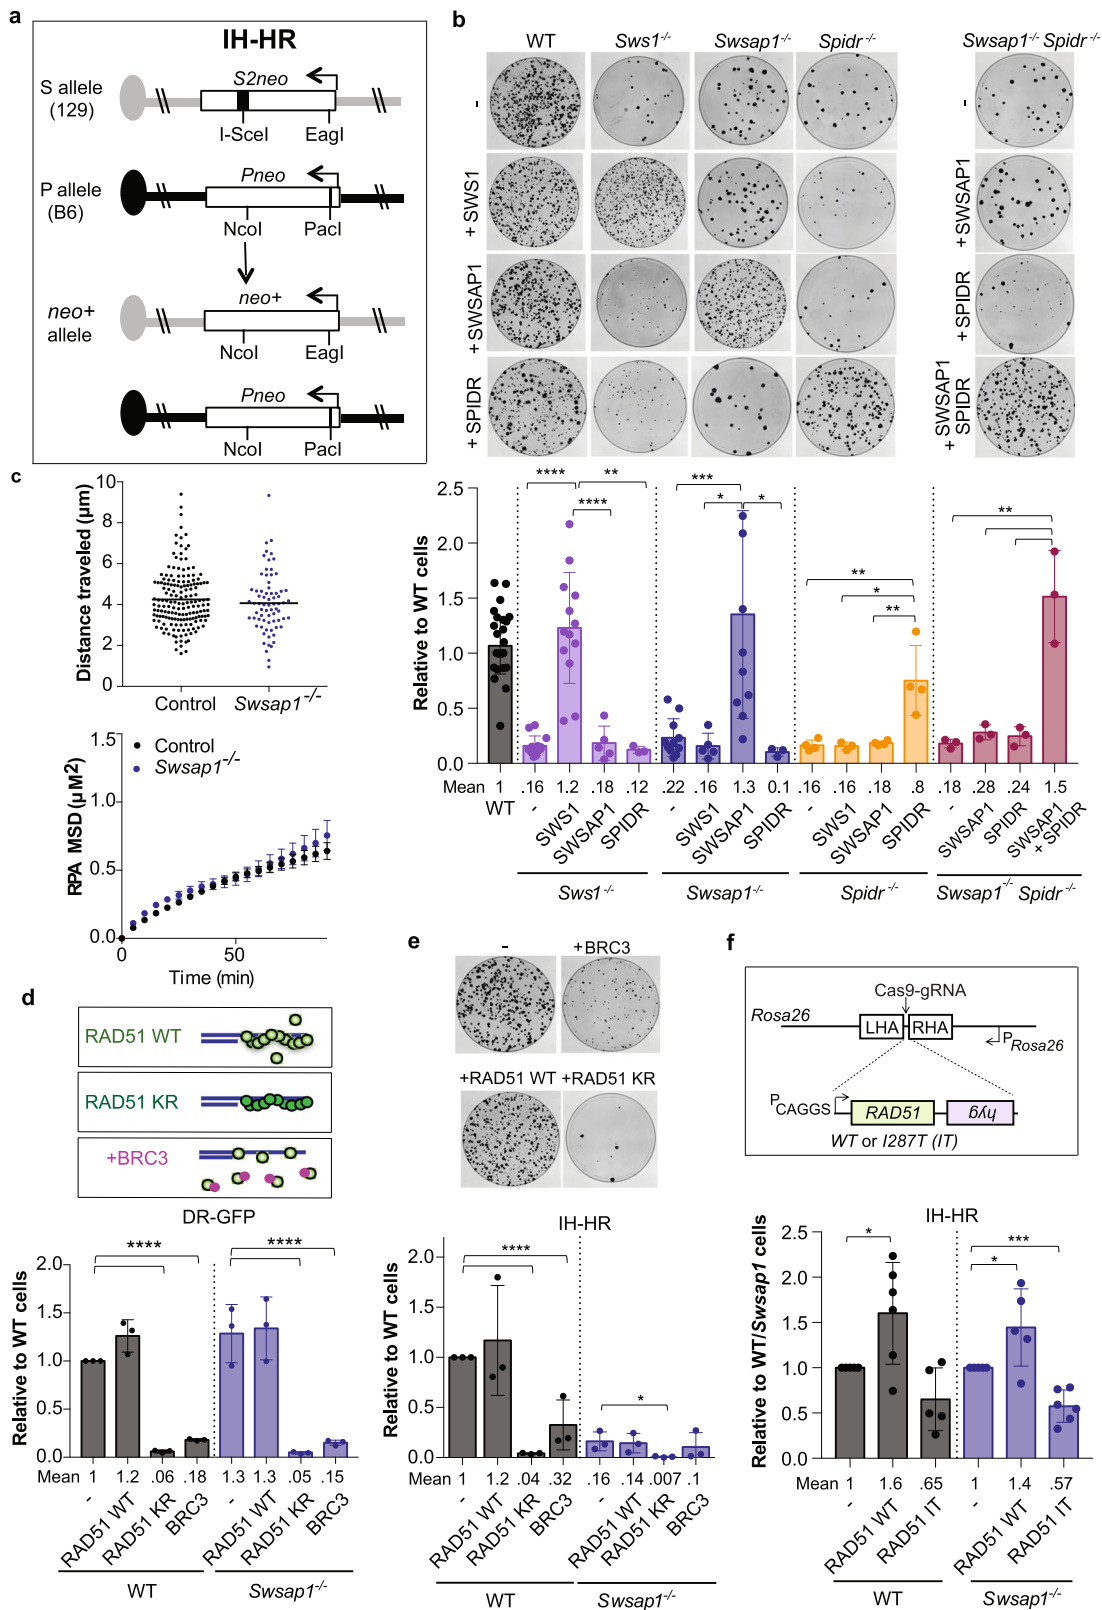 a
IH-HR
S allele
(129)
S2neo
I-SceI
EagI
P allele
(B6)
Pneo
NcoI
PacI
neo+
allele
neo+
NcoI
EagI
Pneo
NcoI
PacI
b
WT
Sws1-/-
Swsap1-/-
Spidr-/-
Swsap1-/- Spidr-/-
-
+ SWS1
+ SWSAP1
+ SPIDR
-
+ SWSAP1
+ SPIDR
+ SWSAP1
SPIDR
Relative to WT cells
2.5
2.0
1.5
1.0
0.5
0.0
**** ** ****
*** * *
** * **
**
Mean 1 .16 1.2 .18 .12 .22 .16 1.3 0.1 .16 .16 .18 .8 .18 .28 .24 1.5
WT
- SWS1 SWSAP1 SPIDR
- SWS1 SWSAP1 SPIDR
- SWS1 SWSAP1 SPIDR
- SWSAP1 SPIDR SWSAP1 + SPIDR
Sws1-/-
Swsap1-/-
Spidr-/-
Swsap1-/- Spidr-/-
c
Distance traveled (µm)
10
8
6
4
2
0
Control
Swsap1-/-
RPA MSD (µM2)
1.5
1.0
0.5
0.0
Control
Swsap1-/-
0
50
Time (min)
d
RAD51 WT
RAD51 KR
+BRC3
DR-GFP
Relative to WT cells
2.0
1.5
1.0
0.5
0.0
****
****
Mean 1 1.2 .06 .18 1.3 1.3 .05 .15
- RAD51 WT RAD51 KR BRC3
- RAD51 WT RAD51 KR BRC3
WT
Swsap1-/-
e
-
+BRC3
+RAD51 WT
+RAD51 KR
IH-HR
Relative to WT cells
2.0
1.5
1.0
0.5
0.0
****
*
Mean 1 1.2 .04 .32 .16 .14 .007 .1
- RAD51 WT RAD51 KR BRC3
- RAD51 WT RAD51 KR BRC3
WT
Swsap1-/-
f
Cas9-gRNA
Rosa26
LHA
RHA
PRosa26
PCAGGS
RAD51
hyg
WT or I287T (IT)
IH-HR
Relative to WT/Swsap1 cells
2.5
2.0
1.5
1.0
0.5
0.0
*
***
*
Mean 1 1.6 .65 1 1.4 .57
- RAD51 WT RAD51 IT
- RAD51 WT RAD51 IT
WT
Swsap1-/-